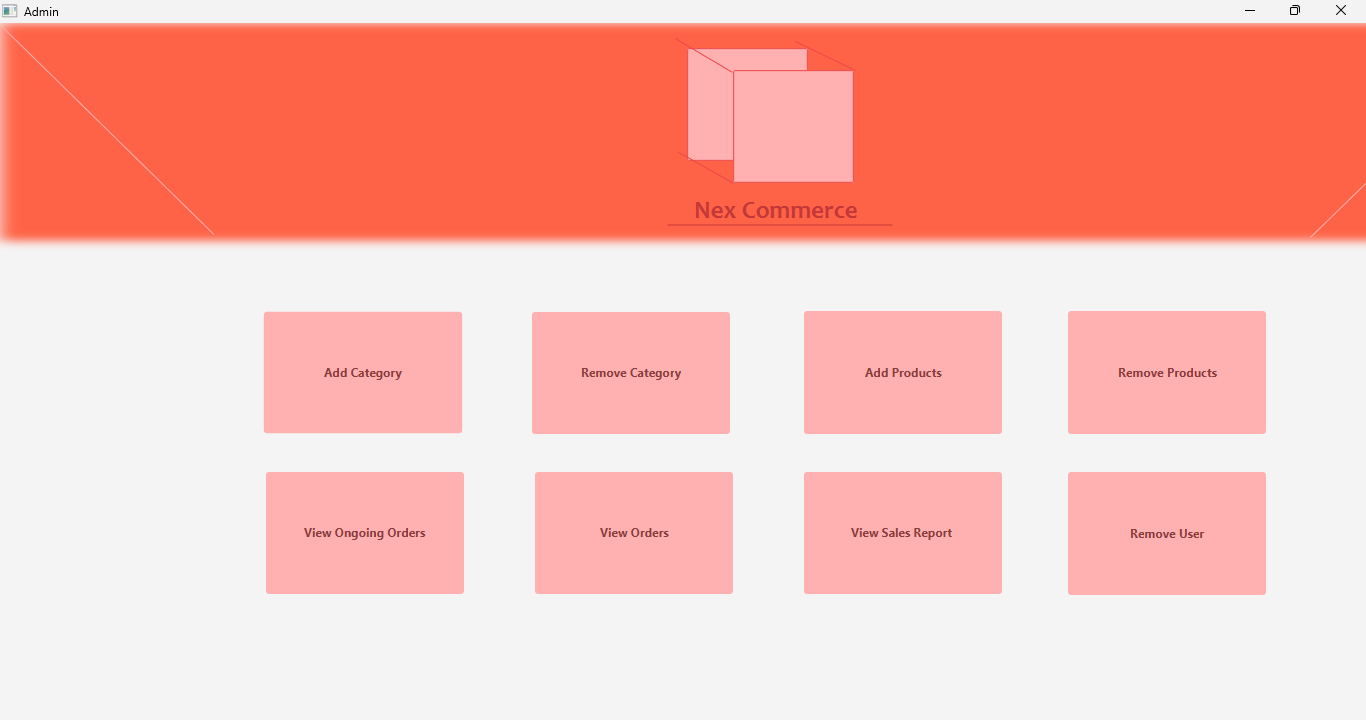 Admin
Nex Commerce
Add Category
Remove Category
Add Products
Remove Products
View Ongoing Orders
View Orders
View Sales Report
Remove User